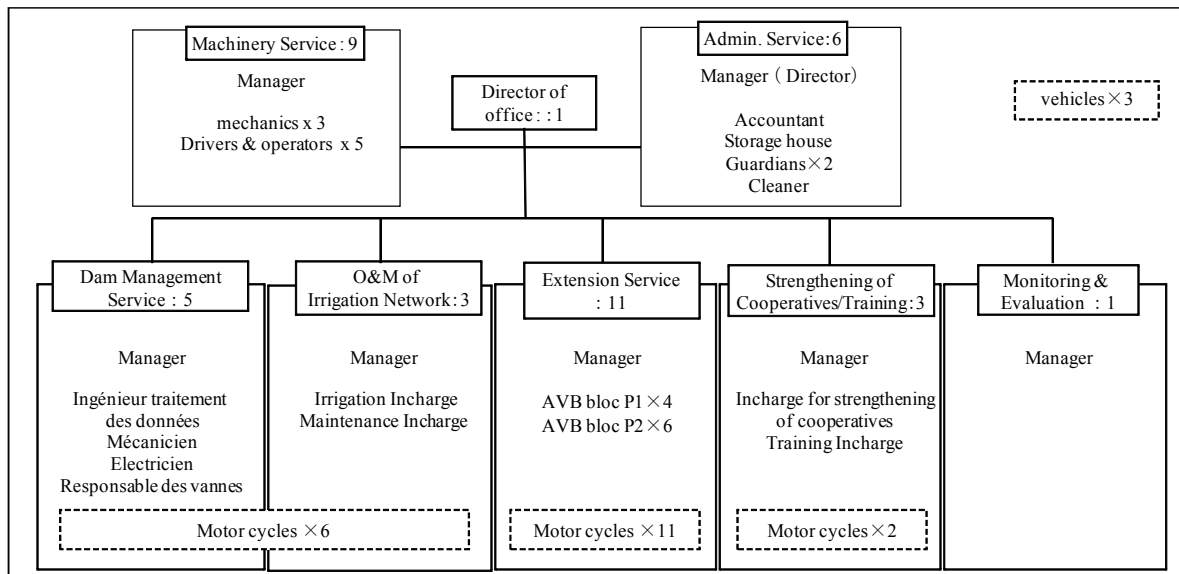 Machinery Service : 9
Manager
mechanics x 3
Drivers & operators x 5
Director of
office: : 1
Admin. Service: 6
Manager ( Director)
Accountant
Storage house
Guardians×2
Cleaner
vehicles×3
Dam Management
Service : 5
Manager
Ingénieur traitement
des données
Mécanicien
Electricien
Responsable des vannes
O&M of
Irrigation Network: 3
Manager
Irrigation Incharge
Maintenance Incharge
Motor cycles ×6
Extension Service
: 11
Manager
AVB bloc P1×4
AVB bloc P2×6
Motor cycles ×11
Strengthening of
Cooperatives/Training: 3
Manager
Incharge for strengthening
of cooperatives
Training Incharge
Motor cycles ×2
Monitoring &
Evaluation : 1
Manager